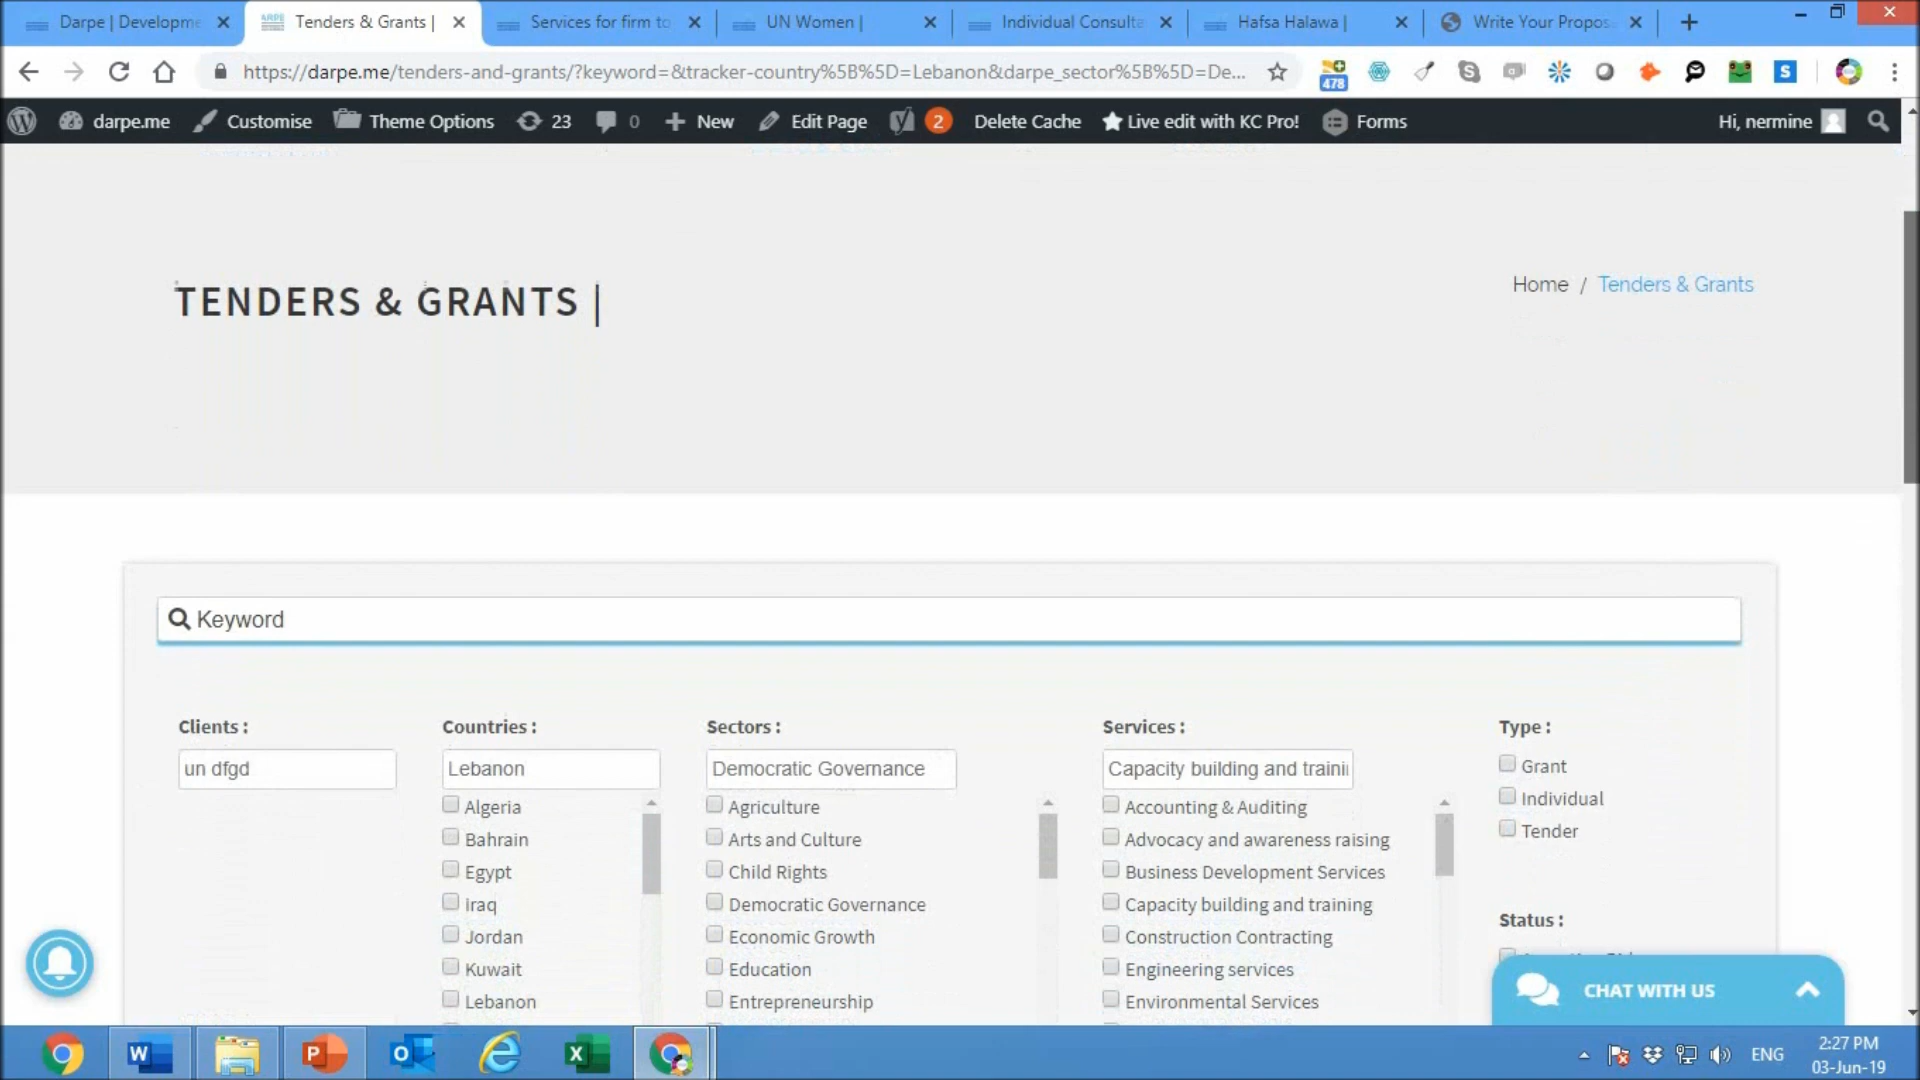 Darpe | Developme
Tenders & Grants |
Services for firm to
UN Women |
Individual Consulta
Hafsa Halawa |
Write Your Propos
https://darpe.me/tenders-and-grants/?keyword=&tracker-country%5B%5D=Lebanon&darpe_sector%5B%5D=De...
478
S
darpe.me
Customise
Theme Options
23
0
New
Edit Page
2
Delete Cache
Live edit with KC Pro!
Forms
Hi, nermine
TENDERS & GRANTS |
Home / Tenders & Grants
Keyword
Clients :
un dfgd
Countries :
Lebanon
Algeria
Bahrain
Egypt
Iraq
Jordan
Kuwait
Lebanon
Sectors :
Democratic Governance
Agriculture
Arts and Culture
Child Rights
Democratic Governance
Economic Growth
Education
Entrepreneurship
Services :
Capacity building and traini
Accounting & Auditing
Advocacy and awareness raising
Business Development Services
Capacity building and training
Construction Contracting
Engineering services
Environmental Services
Type :
Grant
Individual
Tender
Status :
CHAT WITH US
ENG
2:27 PM
03-Jun-19